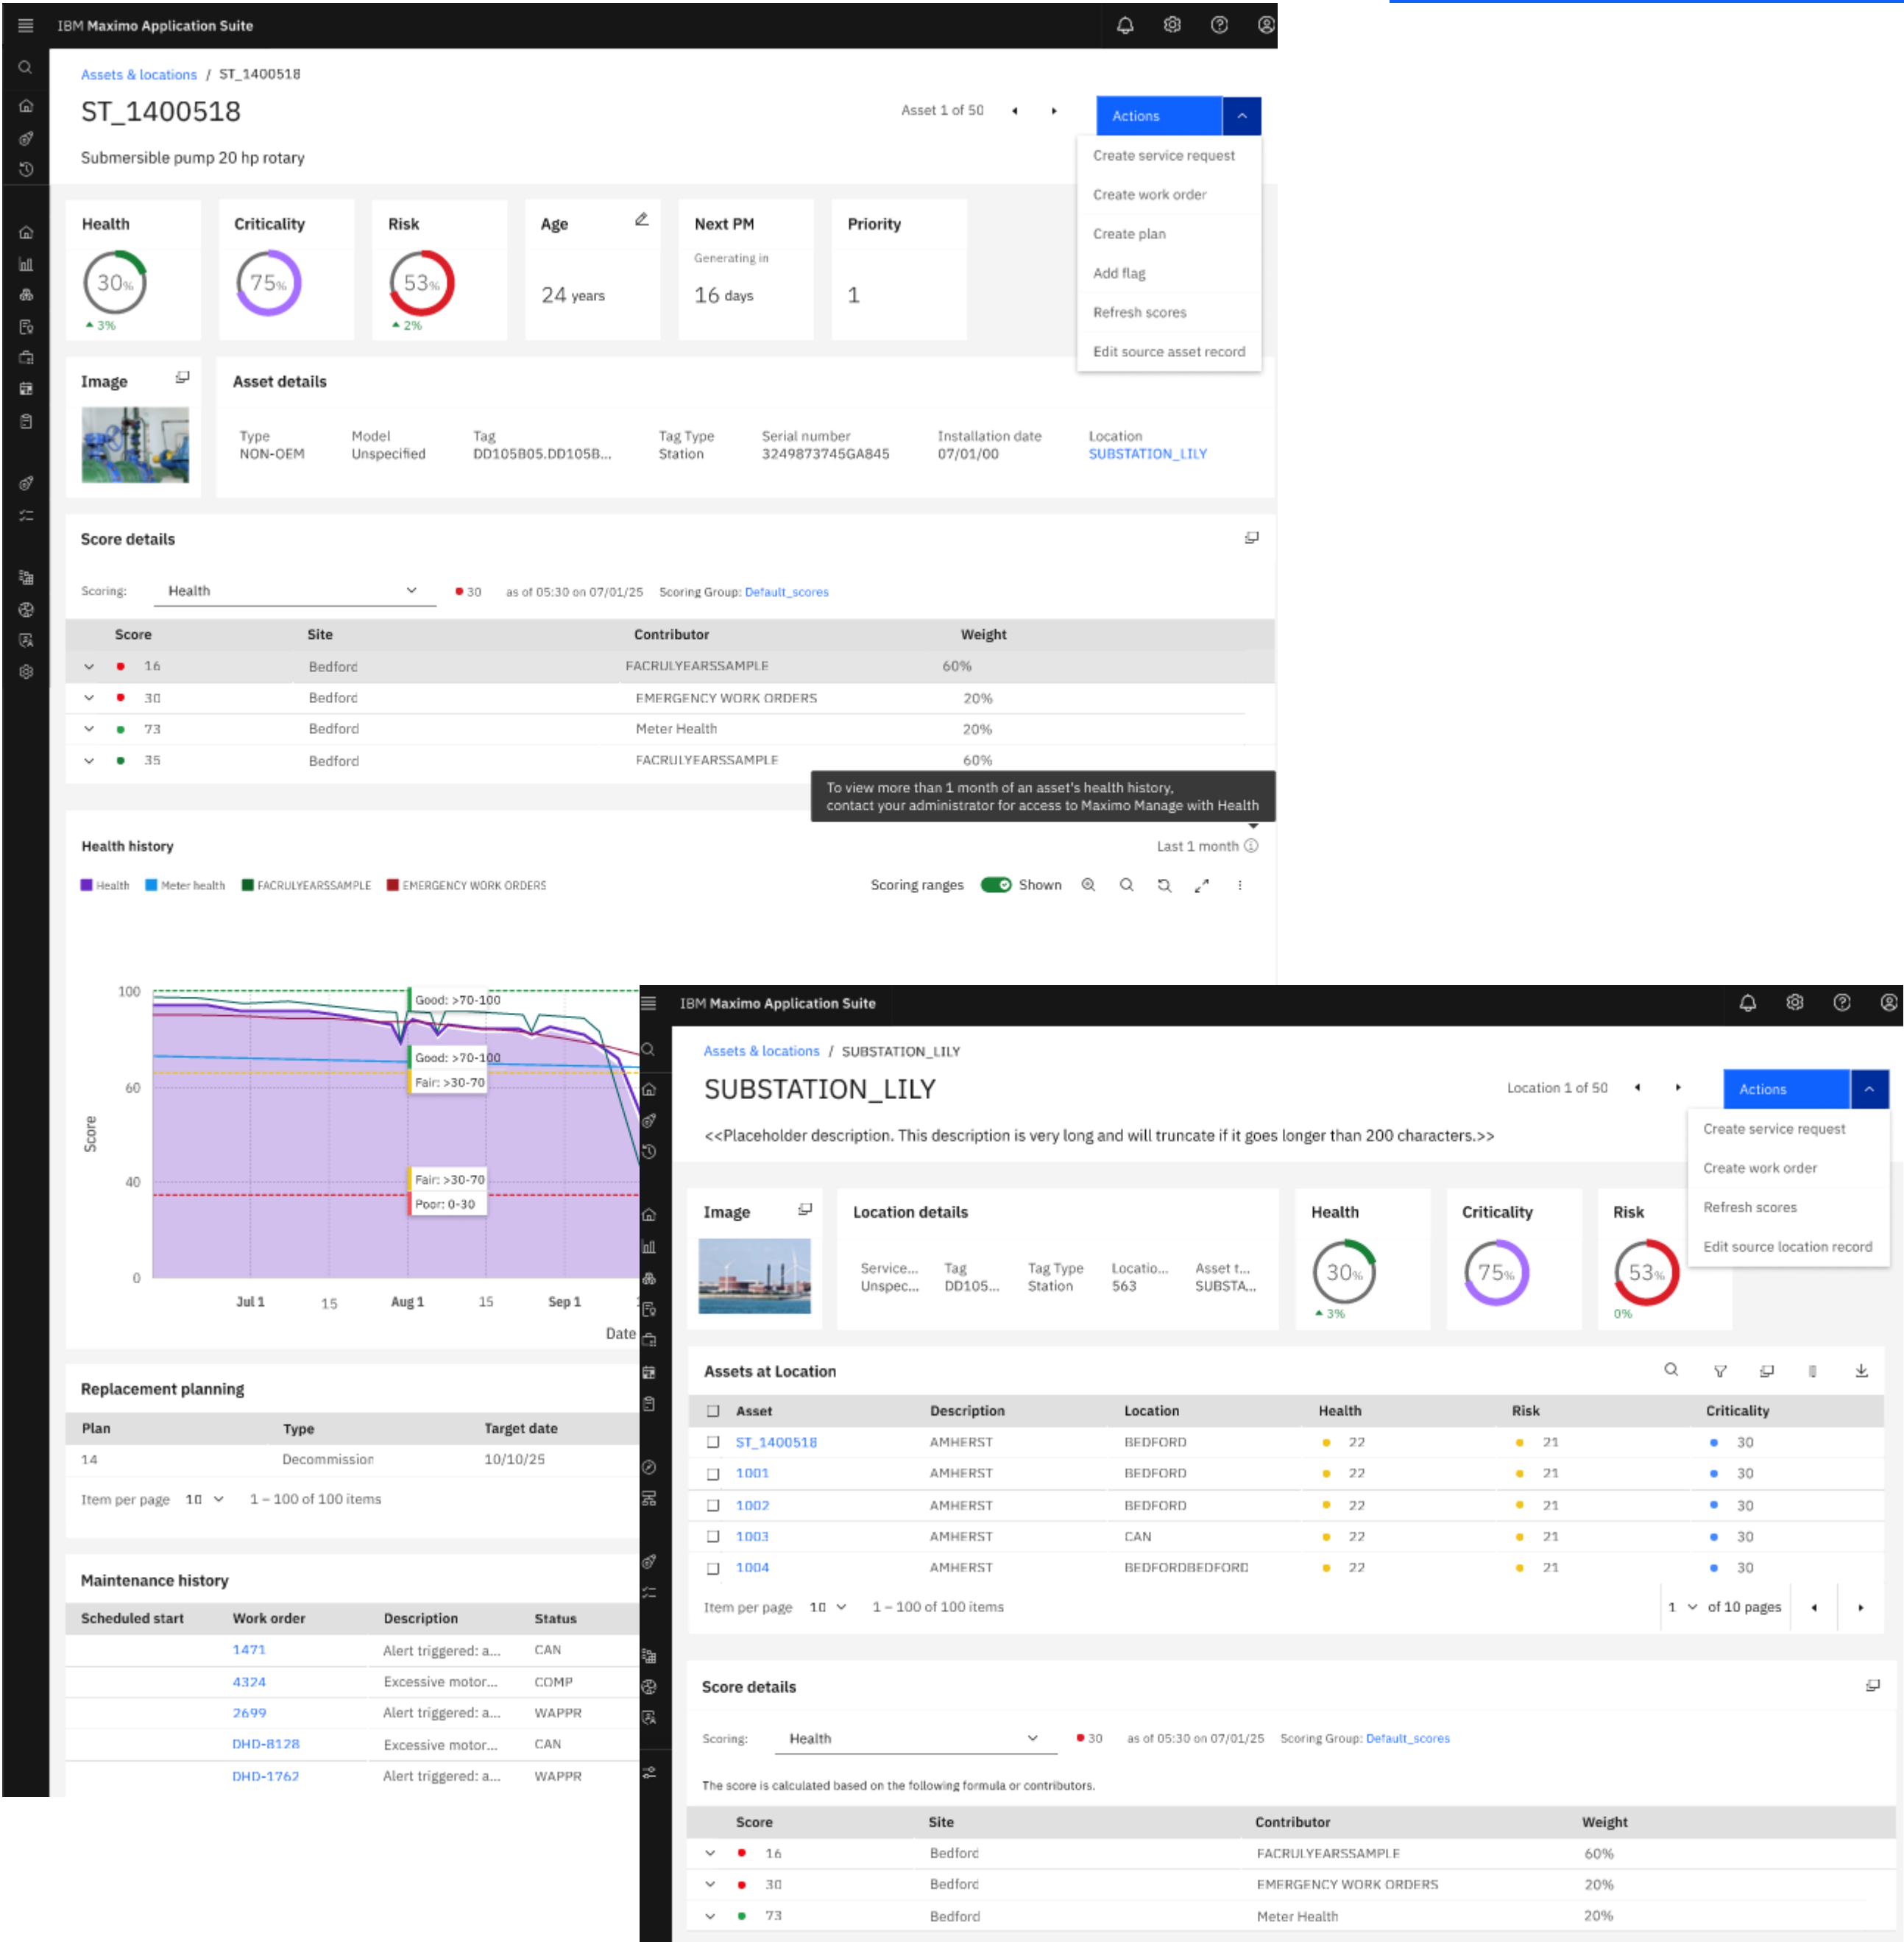 IBM Maximo Application Suite
Assets & locations / ST_1400518
ST_1400518
Asset 1 of 50
Actions
Submersible pump 20 hp rotary
Create service request
Create work order
Create plan
Add flag
Refresh scores
Edit source asset record
Health
30%
3%
Criticality
75%
Risk
53%
2%
Age
24 years
Next PM
Generating in
16 days
Priority
1
Image
Asset details
Type Model Tag Tag Type Serial number Installation date Location
NON-OEM Unspecified DD105B05.DD105B... Station 3249873745GA845 07/01/00 SUBSTATION_LILY
Score details
Scoring: Health 30 as of 05:30 on 07/01/25 Scoring Group: Default_scores
Score Site Contributor Weight
16 Bedford FACRULYEARSSAMPLE 60%
30 Bedford EMERGENCY WORK ORDERS 20%
73 Bedford Meter Health 20%
35 Bedford FACRULYEARSSAMPLE 60%
To view more than 1 month of an asset's health history,
contact your administrator for access to Maximo Manage with Health
Health history
Last 1 month
Health Meter health FACRULYEARSSAMPLE EMERGENCY WORK ORDERS
Scoring ranges Shown
100
60
40
0
Score
Good: >70-100
Good: >70-100
Fair: >30-70
Fair: >30-70
Poor: 0-30
Jul 1 15 Aug 1 15 Sep 1
Date
Replacement planning
Plan Type Target date
14 Decommission 10/10/25
Item per page 10 1 – 100 of 100 items
Maintenance history
Scheduled start Work order Description Status
1471 Alert triggered: a... CAN
4324 Excessive motor... COMP
2699 Alert triggered: a... WAPPR
DHD-8128 Excessive motor... CAN
DHD-1762 Alert triggered: a... WAPPR
IBM Maximo Application Suite
Assets & locations / SUBSTATION_LILY
SUBSTATION_LILY
Location 1 of 50
Actions
<<Placeholder description. This description is very long and will truncate if it goes longer than 200 characters.>>
Create service request
Create work order
Refresh scores
Edit source location record
Image
Location details
Service... Tag Tag Type Locatio... Asset t...
Unspec... DD105... Station 563 SUBSTA...
Health
30%
3%
Criticality
75%
Risk
53%
0%
Assets at Location
Asset Description Location Health Risk Criticality
ST_1400518 AMHERST BEDFORD 22 21 30
1001 AMHERST BEDFORD 22 21 30
1002 AMHERST BEDFORD 22 21 30
1003 AMHERST CAN 22 21 30
1004 AMHERST BEDFORDBEDFORD 22 21 30
Item per page 10 1 – 100 of 100 items
1 of 10 pages
Score details
Scoring: Health 30 as of 05:30 on 07/01/25 Scoring Group: Default_scores
The score is calculated based on the following formula or contributors.
Score Site Contributor Weight
16 Bedford FACRULYEARSSAMPLE 60%
30 Bedford EMERGENCY WORK ORDERS 20%
73 Bedford Meter Health 20%